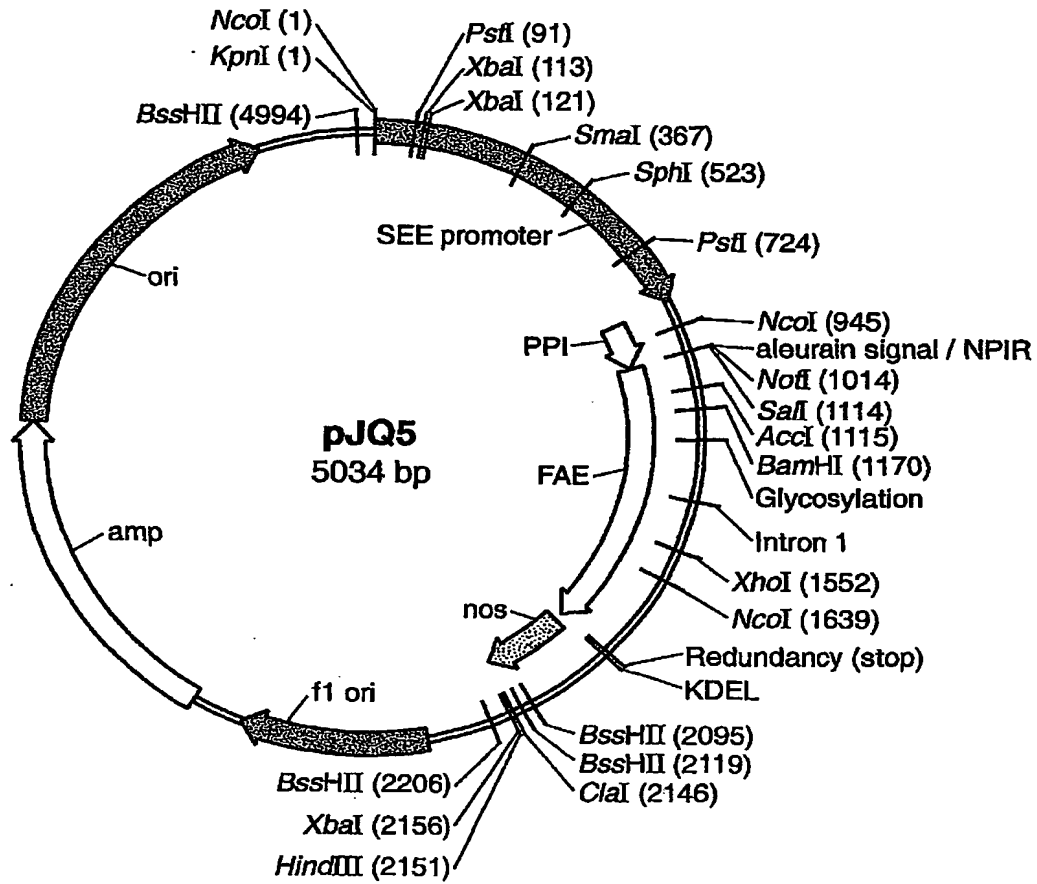 NcoI (1)
KpnI (1)
BssHII (4994)
PstI (91)
XbaI (113)
XbaI (121)
SmaI (367)
SphI (523)
SEE promoter
PstI (724)
ori
NcoI (945)
aleurain signal / NPIR
NotI (1014)
SalI (1114)
AccI (1115)
BamHI (1170)
Glycosylation
PPI
pJQ5
5034 bp
FAE
amp
Intron 1
XhoI (1552)
NcoI (1639)
nos
Redundancy (stop)
KDEL
f1 ori
BssHII (2095)
BssHII (2119)
ClaI (2146)
BssHII (2206)
XbaI (2156)
HindIII (2151)